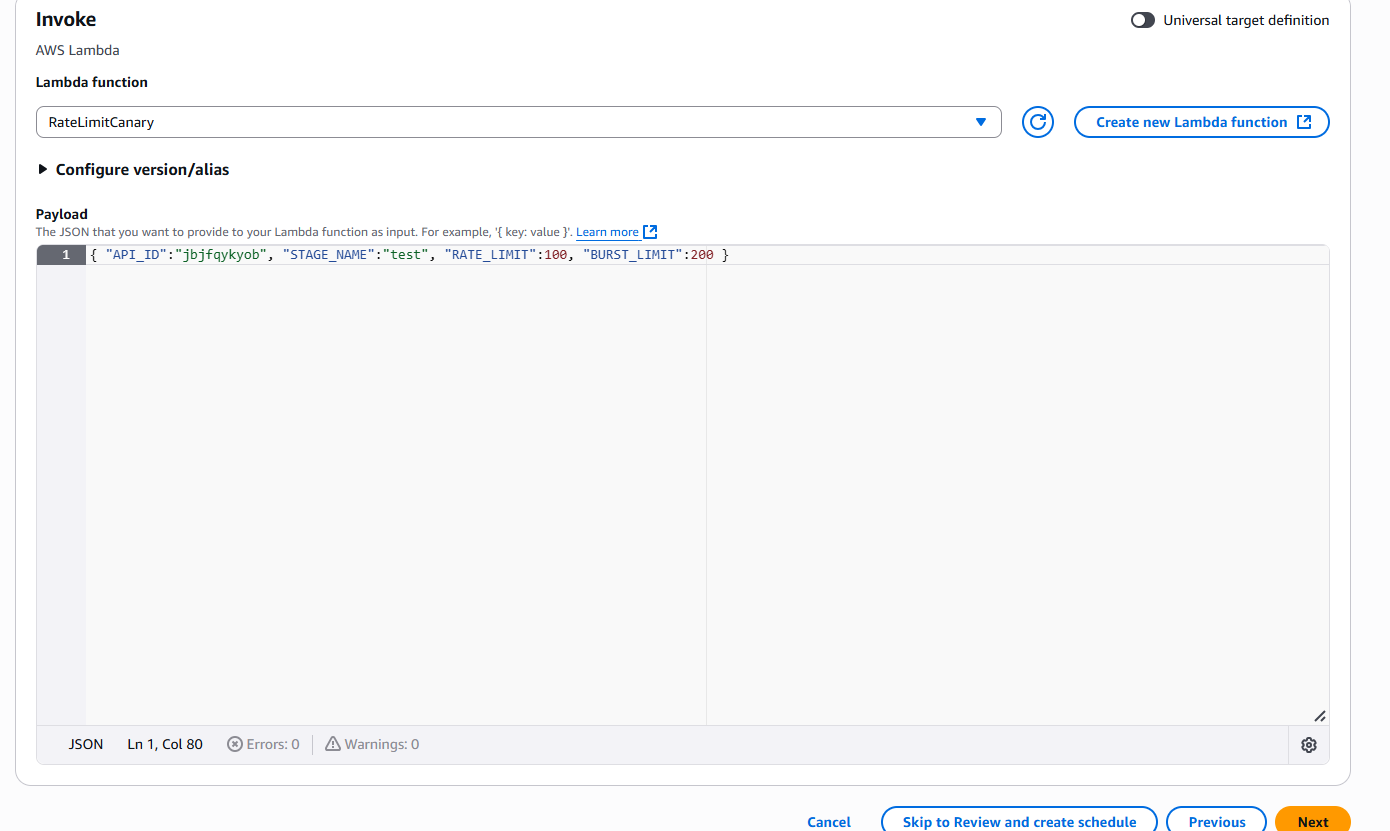 Invoke
Universal target definition
AWS Lambda
Lambda function
RateLimitCanary
Create new Lambda function
Configure version/alias
Payload
The JSON that you want to provide to your Lambda function as input. For example, '{ key: value }'. Learn more
1 { "API_ID":"jbjfqykyob", "STAGE_NAME":"test", "RATE_LIMIT":100, "BURST_LIMIT":200 }
JSON Ln 1, Col 80 Errors: 0 Warnings: 0
Cancel Skip to Review and create schedule Previous Next